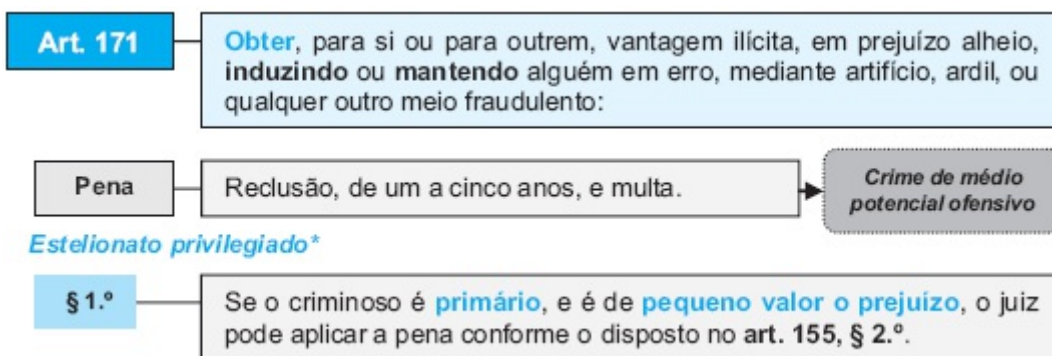 Art. 171
Obter, para si ou para outrem, vantagem ilícita, em prejuízo alheio,
induzindo ou mantendo alguém em erro, mediante artifício, ardil, ou
qualquer outro meio fraudulento:
Pena
Reclusão, de um a cinco anos, e multa.
Crime de médio
potencial ofensivo
Estelionato privilegiado*
§ 1.º
Se o criminoso é primário, e é de pequeno valor o prejuízo, o juiz
pode aplicar a pena conforme o disposto no art. 155, § 2.º.